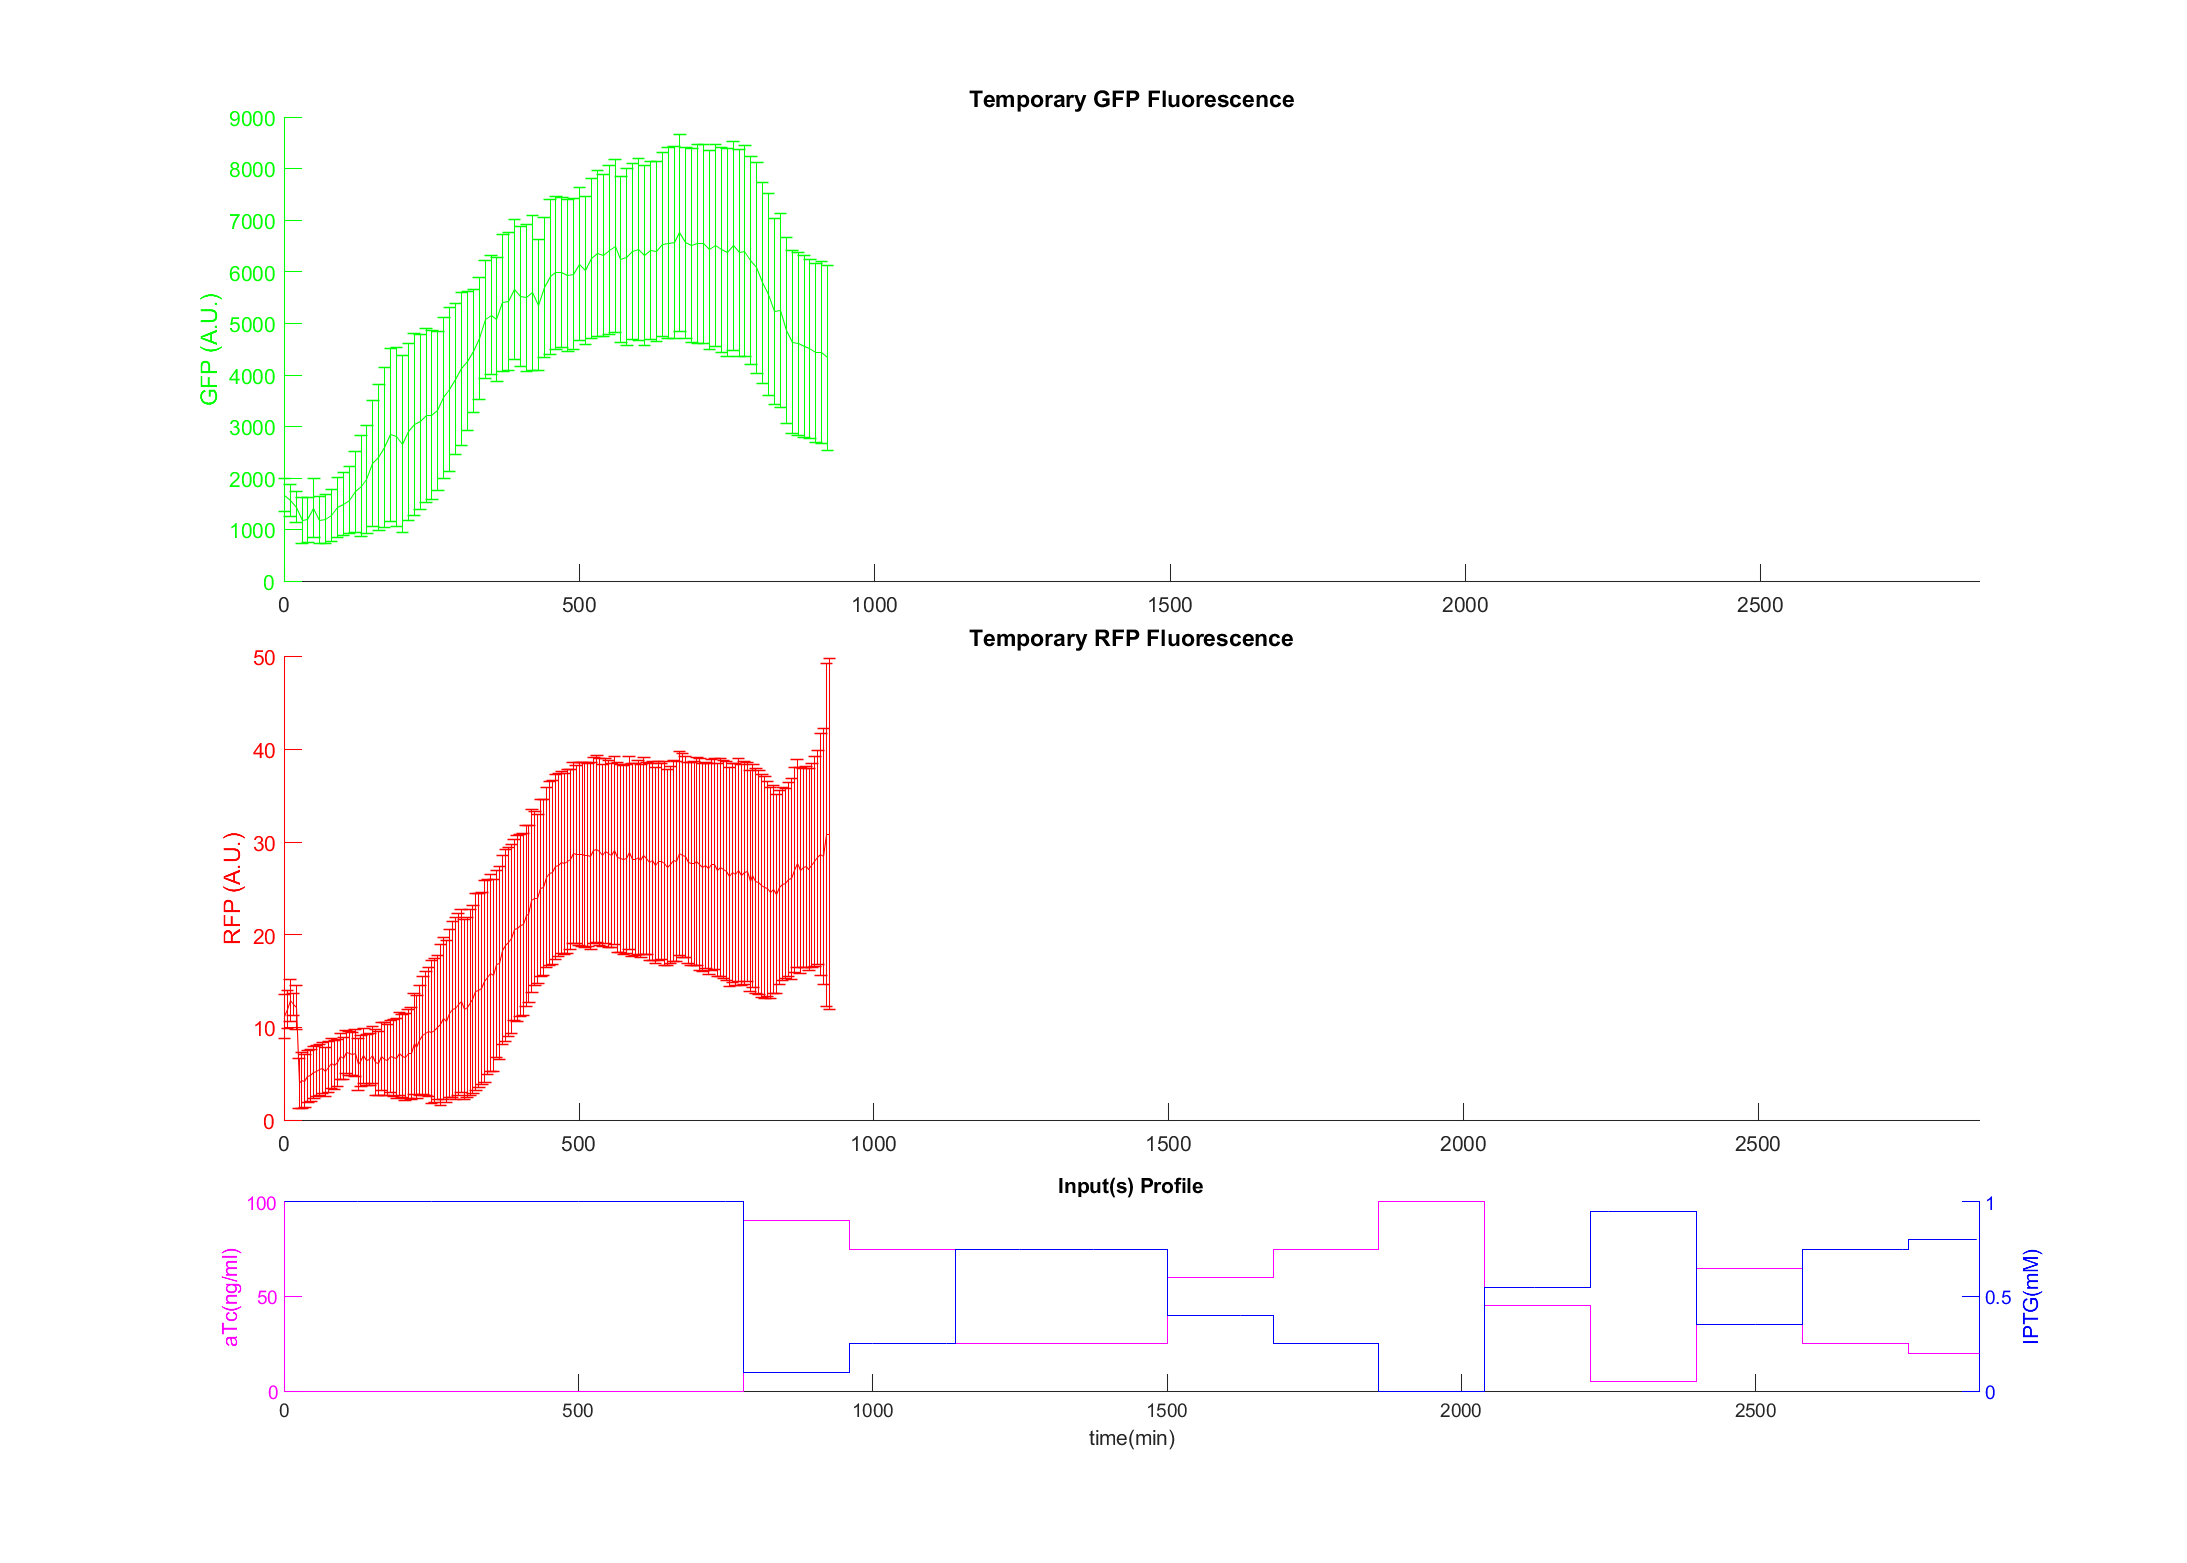 Temporary GFP Fluorescence
9000
8000
7000
6000
5000
4000
3000
2000
1000
0
GFP (A.U.)
0 500 1000 1500 2000 2500
Temporary RFP Fluorescence
50
40
30
20
10
0
RFP (A.U.)
0 500 1000 1500 2000 2500
Input(s) Profile
100
50
0
aTc(ng/ml)
1
0.5
0
IPTG(mM)
0 500 1000 1500 2000 2500
time(min)